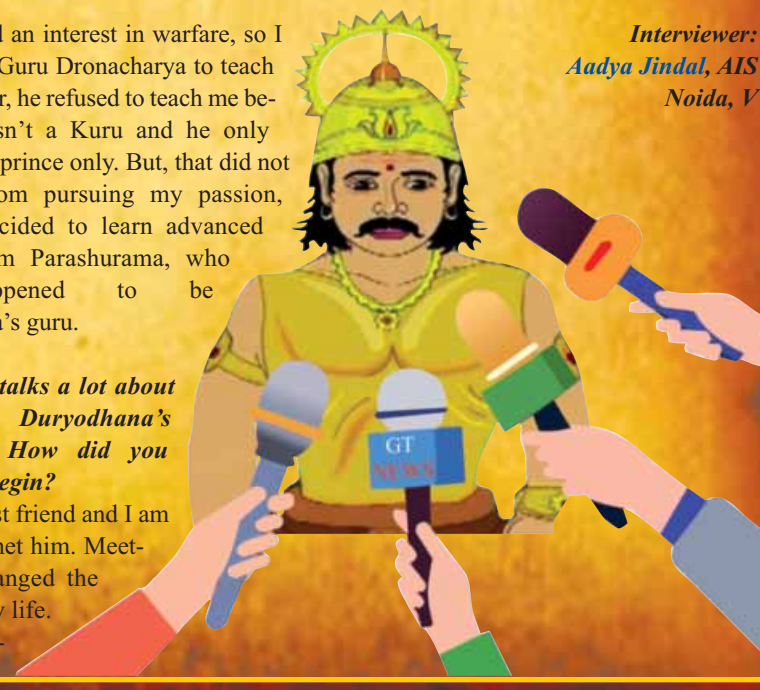 d an interest in warfare, so I
Guru Dronacharya to teach
r, he refused to teach me be-
sn't a Kuru and he only
prince only. But, that did not
om pursuing my passion,
cided to learn advanced
m Parashurama, who
ppened to be
a's guru.
talks a lot about
Duryodhana's
How did you
egin?
st friend and I am
met him. Meet-
anged the
y life.
-
Interviewer:
Aadya Jindal, AIS
Noida, V
GT
NEWS